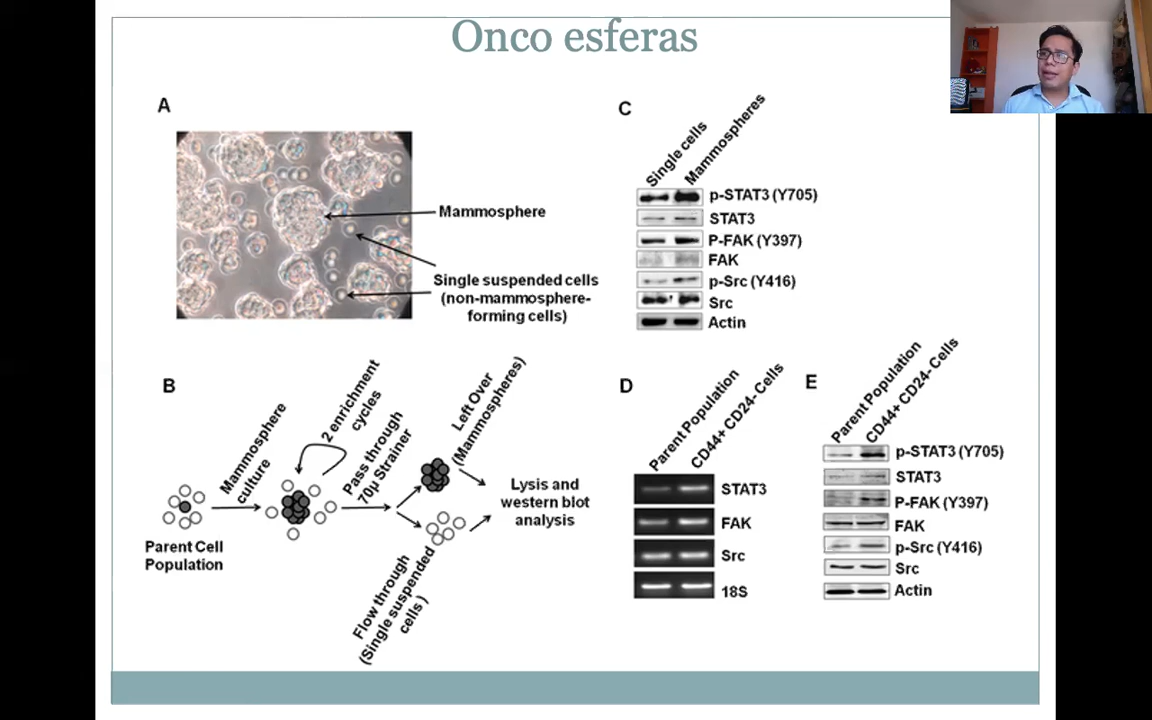 Onco esferas
A
Mammosphere
Single suspended cells
(non-mammosphere-
forming cells)
B
Parent Cell
Population
Mammosphere
culture
2 enrichment
cycles
Pass through
70µ Strainer
Left Over
(Mammospheres)
Flow through
(Single suspended
cells )
Lysis and
western blot
analysis
C
Single cells
Mammospheres
p-STAT3 (Y705)
STAT3
P-FAK (Y397)
FAK
p-Src (Y416)
Src
Actin
D
Parent Population
CD44+ CD24- Cells
STAT3
FAK
Src
18S
E
Parent Population
CD44+ CD24- Cells
p-STAT3 (Y705)
STAT3
P-FAK (Y397)
FAK
p-Src (Y416)
Src
Actin